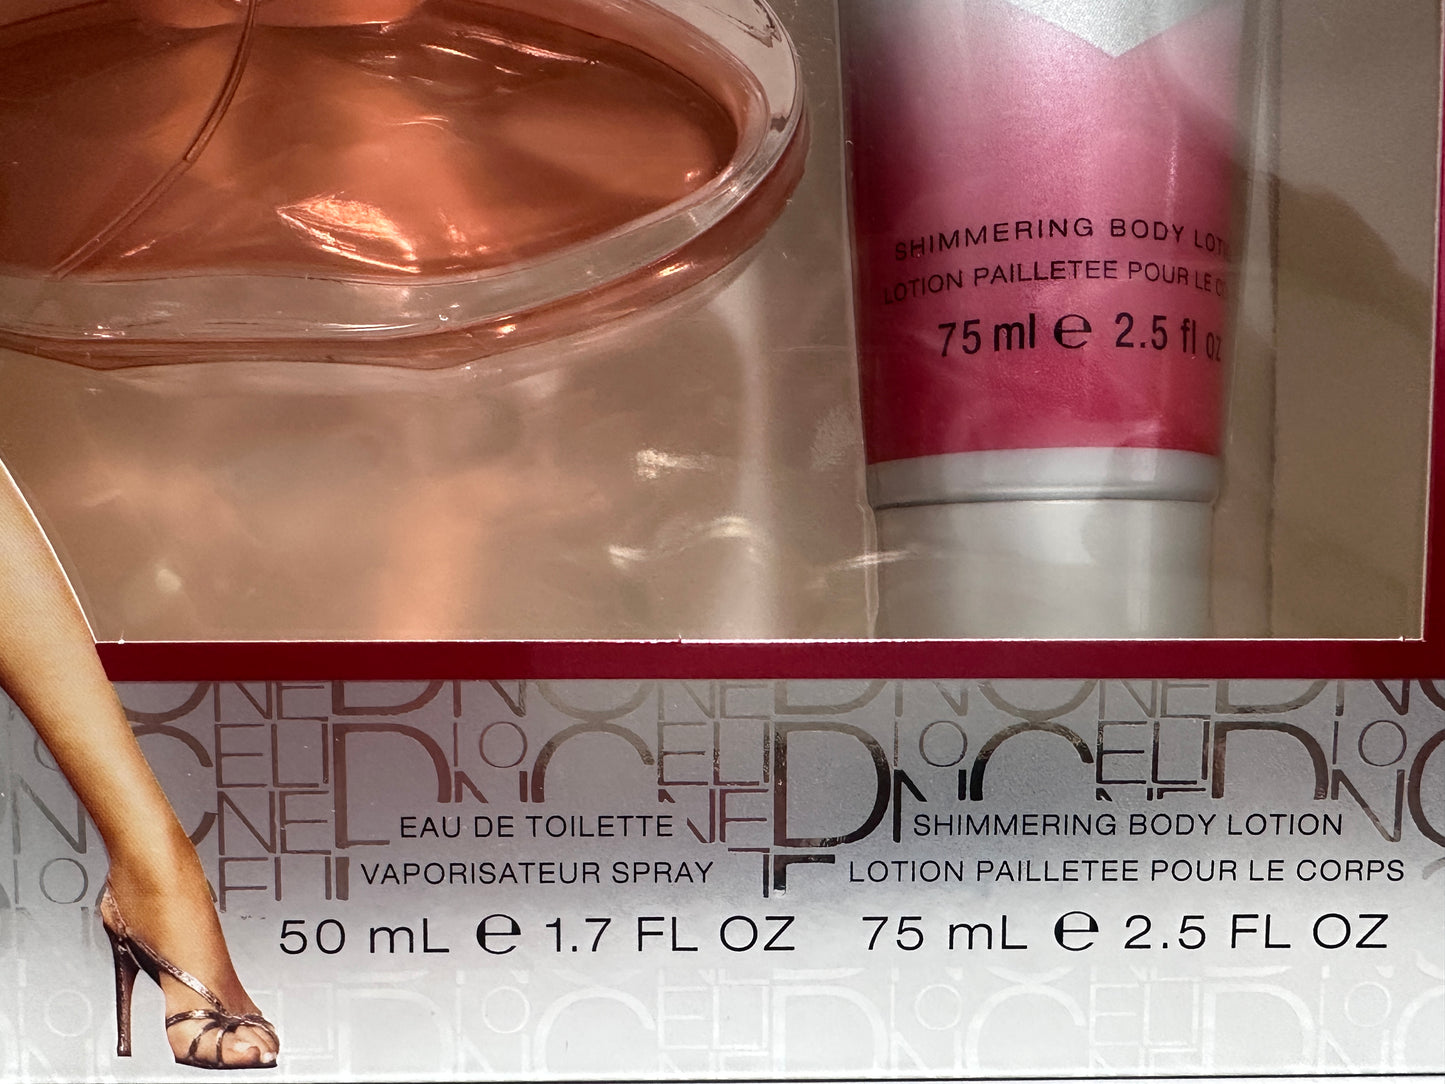 SHIMMERING BODY
LOTION PAILLETEE POUR LE
75 ml e 2.5 fl oz
EAU DE TOILETTE
VAPORISATEUR SPRAY
50 mL e 1.7 FL OZ
SHIMMERING BODY LOTION
LOTION PAILLETEE POUR LE CORPS
75 mL e 2.5 FL OZ